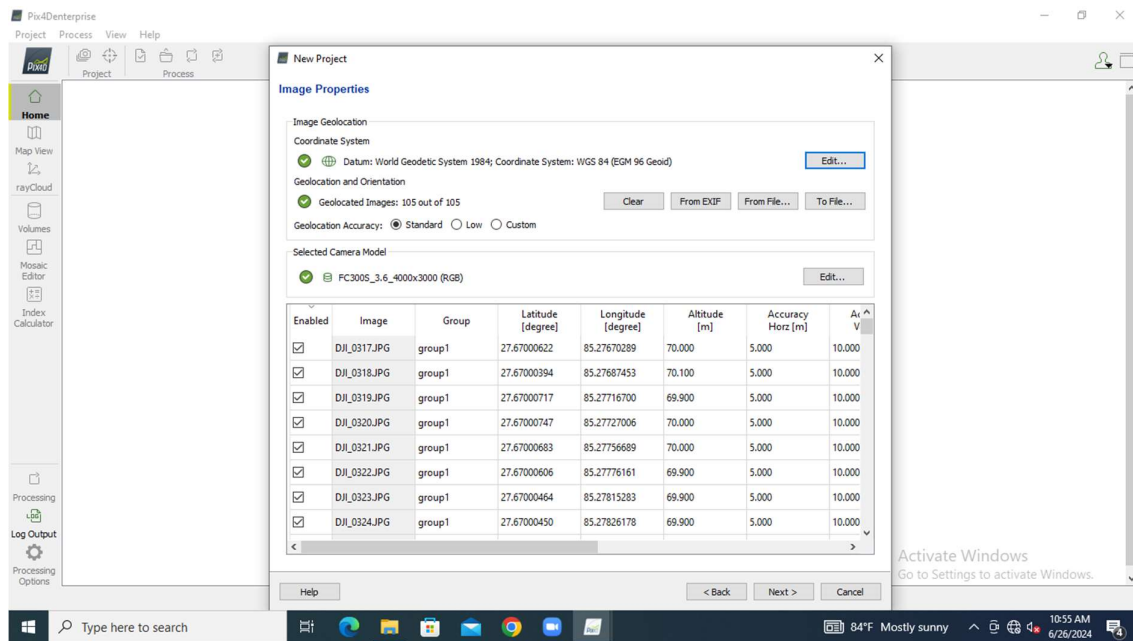 Pix4Denterprise
Project Process View Help
PIX4D
Project Process
New Project
Image Properties
Home
Map View
rayCloud
Volumes
Mosaic
Editor
Index
Calculator
Processing
Log Output
Processing
Options
Image Geolocation
Coordinate System
Datum: World Geodetic System 1984; Coordinate System: WGS 84 (EGM 96 Geoid) Edit...
Geolocation and Orientation
Geolocated Images: 105 out of 105 Clear From EXIF From File... To File...
Geolocation Accuracy: Standard Low Custom
Selected Camera Model
FC300S_3.6_4000x3000 (RGB) Edit...
Enabled Image Group Latitude [degree] Longitude [degree] Altitude [m] Accuracy Horz [m]
DJI_0317.JPG group1 27.67000622 85.27670289 70.000 5.000 10.000
DJI_0318.JPG group1 27.67000394 85.27687453 70.100 5.000 10.000
DJI_0319.JPG group1 27.67000717 85.27716700 69.900 5.000 10.000
DJI_0320.JPG group1 27.67000747 85.27727006 70.000 5.000 10.000
DJI_0321.JPG group1 27.67000683 85.27756689 70.000 5.000 10.000
DJI_0322.JPG group1 27.67000606 85.27776161 69.900 5.000 10.000
DJI_0323.JPG group1 27.67000464 85.27815283 69.900 5.000 10.000
DJI_0324.JPG group1 27.67000450 85.27826178 69.900 5.000 10.000
Help < Back Next > Cancel
Activate Windows
Go to Settings to activate Windows.
Type here to search
84°F Mostly sunny
10:55 AM
6/26/2024